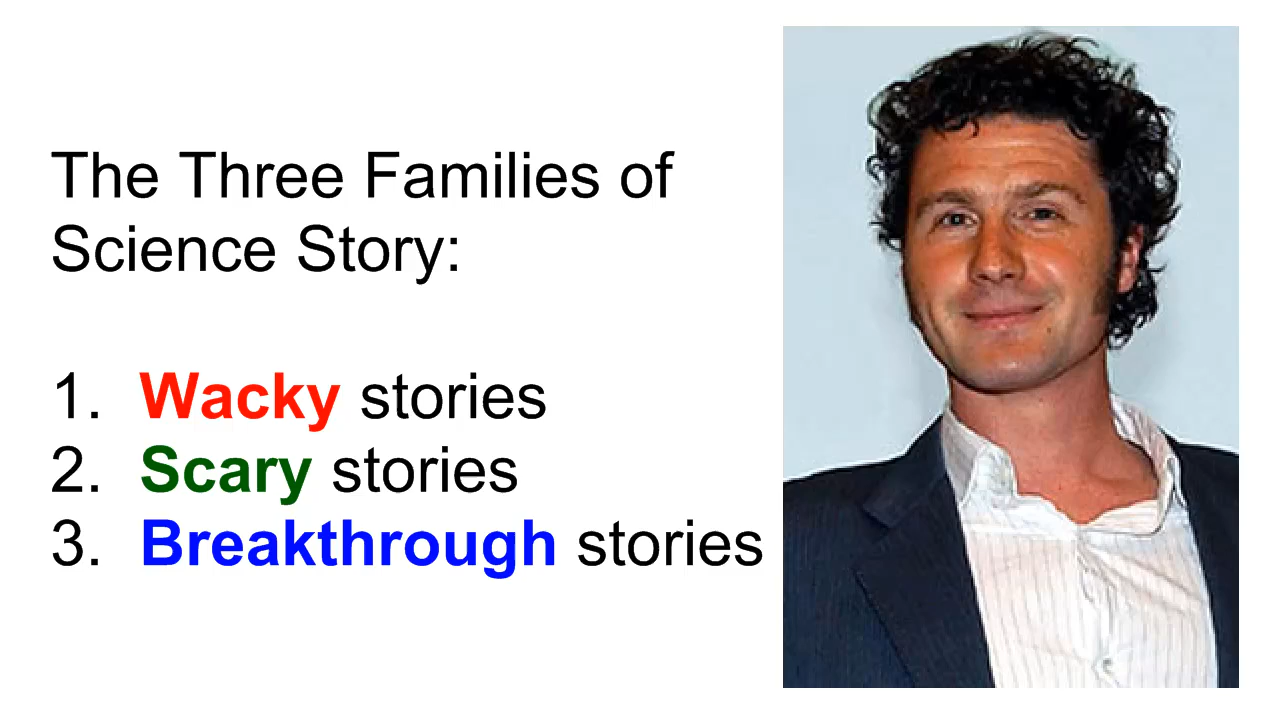 The Three Families of
Science Story:
1. Wacky stories
2. Scary stories
3. Breakthrough stories